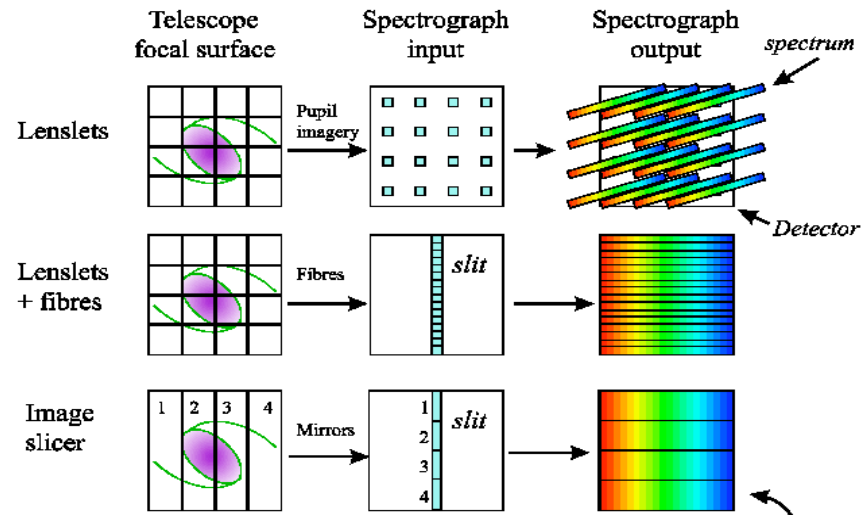 Telescope
focal surface
Spectrograph
input
Spectrograph
output
spectrum
Lenslets
Pupil
imagery
Detector
Lenslets
+ fibres
Fibres
slit
Image
slicer
1 2 3 4
Mirrors
1
2
3
4
slit